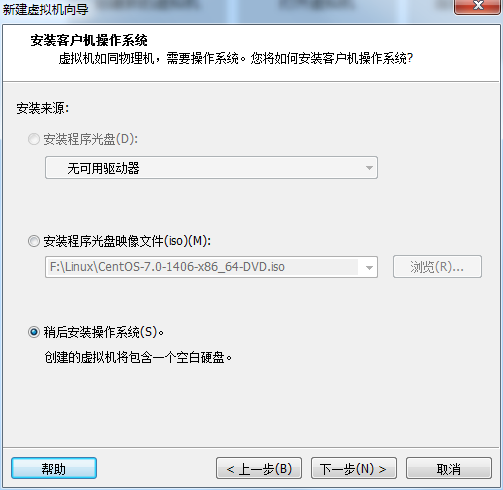 新建虚拟机向导
安装客户机操作系统
虚拟机如同物理机，需要操作系统。您将如何安装客户机操作系统?
安装来源:
安装程序光盘(D):
无可用驱动器
安装程序光盘映像文件(iso)(M):
F:\Linux\CentOS-7.0-1406-x86_64-DVD.iso
浏览(R)...
稍后安装操作系统(S)。
创建的虚拟机将包含一个空白硬盘。
帮助
< 上一步(B)
下一步(N) >
取消